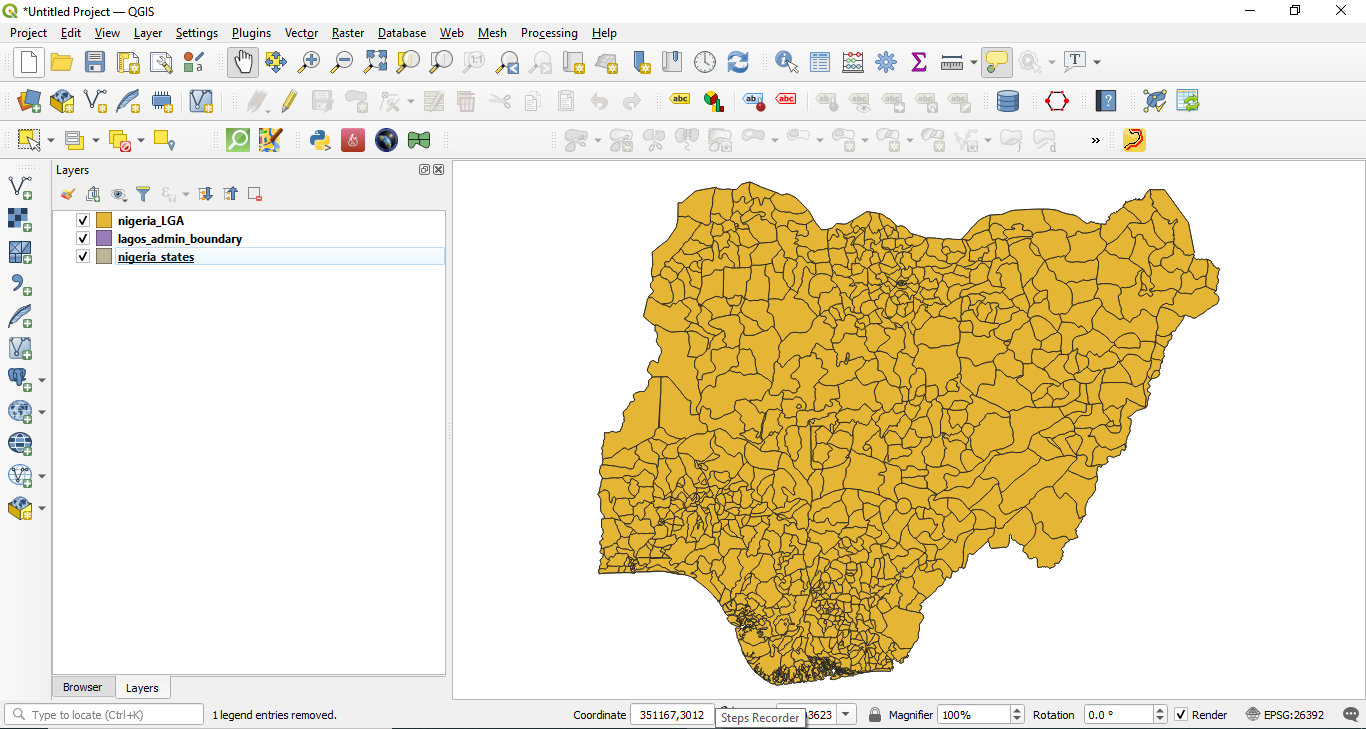 *Untitled Project — QGIS
Project Edit View Layer Settings Plugins Vector Raster Database Web Mesh Processing Help
Layers
nigeria_LGA
lagos_admin_boundary
nigeria_states
Browser Layers
Type to locate (Ctrl+K) 1 legend entries removed. Coordinate 351167,3012 3623 Magnifier 100% Rotation 0.0 ° Render EPSG:26392
Steps Recorder